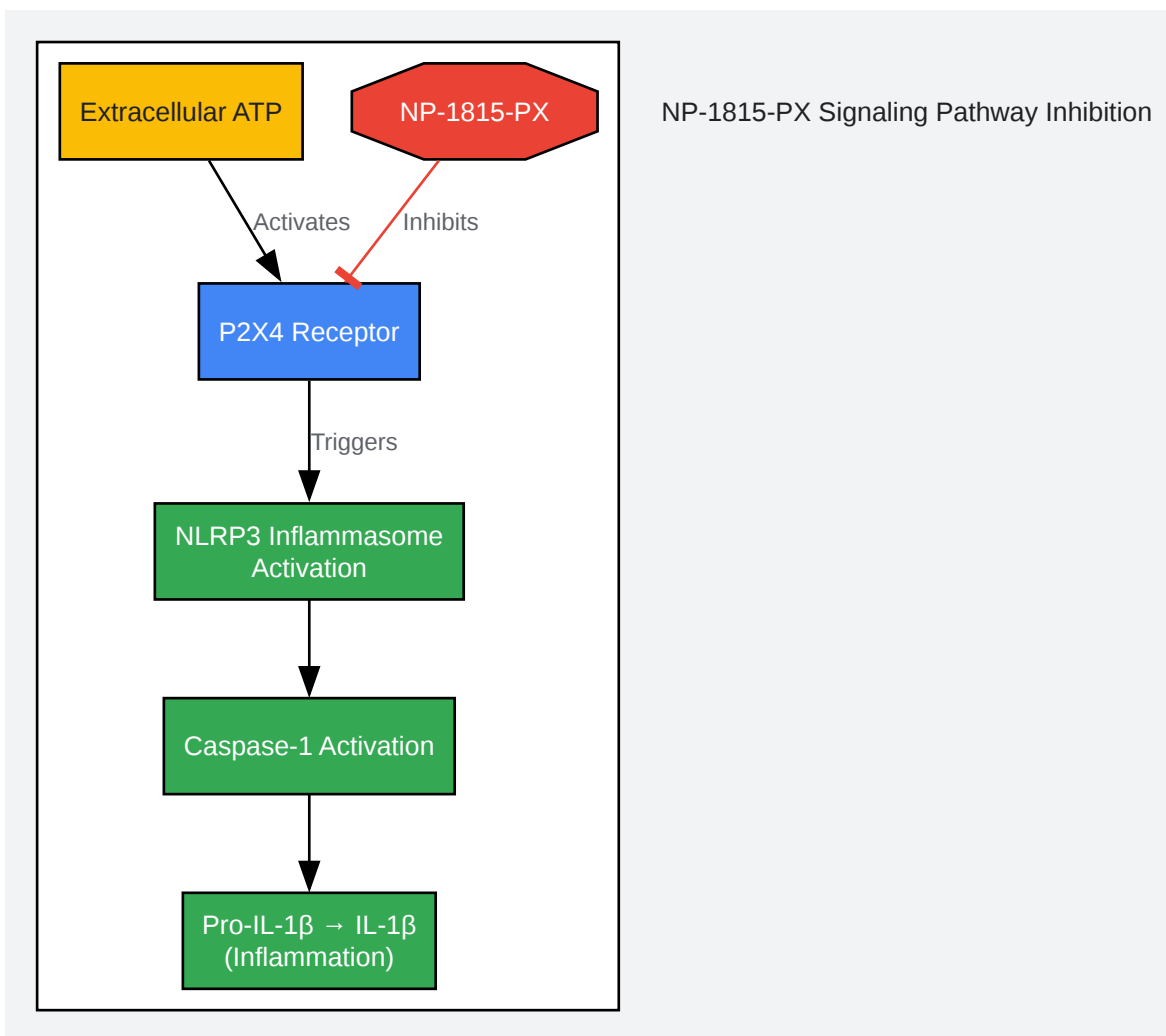 Extracellular ATP
NP-1815-PX
NP-1815-PX Signaling Pathway Inhibition
Activates
Inhibits
P2X4 Receptor
Triggers
NLRP3 Inflammasome
Activation
Caspase-1 Activation
Pro-IL-1β → IL-1β
(Inflammation)